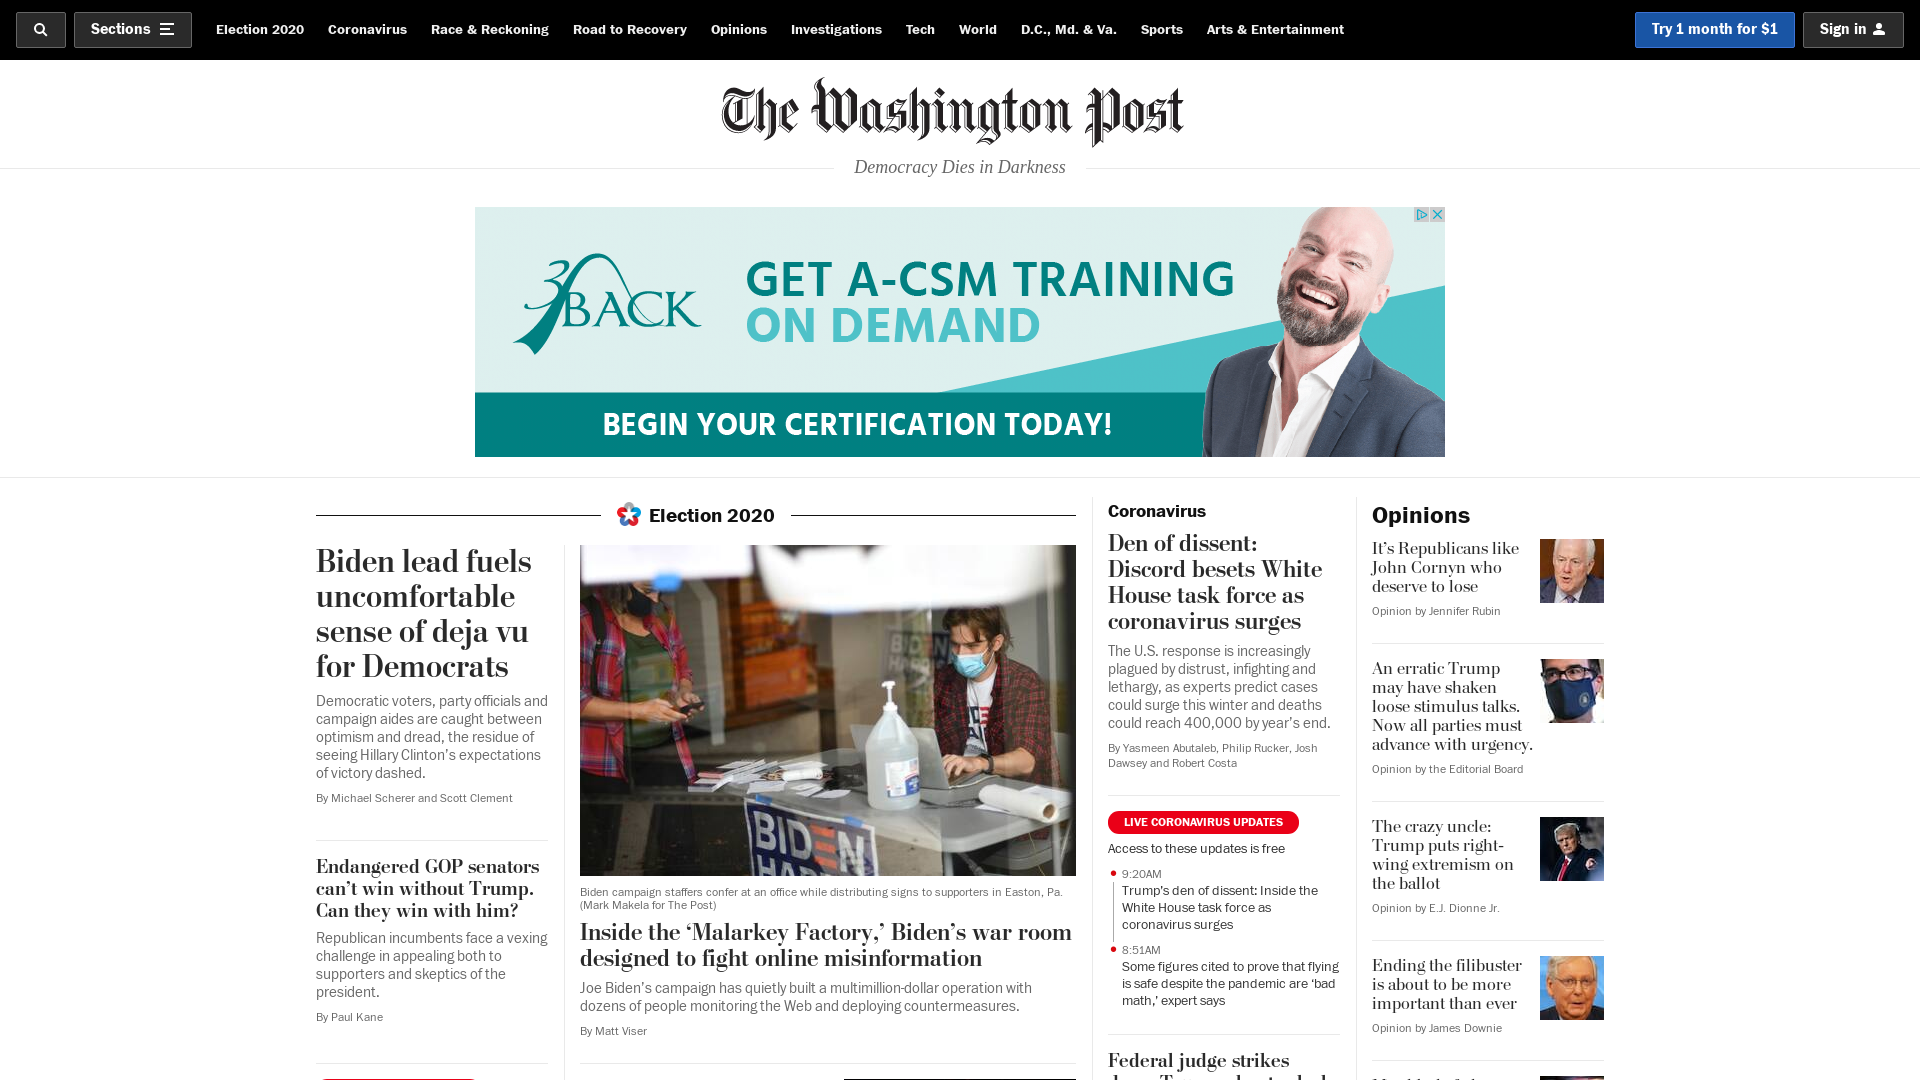 Sections
Election 2020
Coronavirus
Race & Reckoning
Road to Recovery
Opinions
Investigations
Tech
World
D.C., Md. & Va.
Sports
Arts & Entertainment
Try 1 month for $1
Sign in
The Washington Post
Democracy Dies in Darkness
3BACK
GET A-CSM TRAINING
ON DEMAND
BEGIN YOUR CERTIFICATION TODAY!
Election 2020
Biden lead fuels
uncomfortable
sense of deja vu
for Democrats
Democratic voters, party officials and
campaign aides are caught between
optimism and dread, the residue of
seeing Hillary Clinton’s expectations
of victory dashed.
By Michael Scherer and Scott Clement
Endangered GOP senators
can’t win without Trump.
Can they win with him?
Republican incumbents face a vexing
challenge in appealing both to
supporters and skeptics of the
president.
By Paul Kane
BIDEN
Biden campaign staffers confer at an office while distributing signs to supporters in Easton, Pa.
(Mark Makela for The Post)
Inside the ‘Malarkey Factory,’ Biden’s war room
designed to fight online misinformation
Joe Biden’s campaign has quietly built a multimillion-dollar operation with
dozens of people monitoring the Web and deploying countermeasures.
By Matt Viser
Coronavirus
Den of dissent:
Discord besets White
House task force as
coronavirus surges
The U.S. response is increasingly
plagued by distrust, infighting and
lethargy, as experts predict cases
could surge this winter and deaths
could reach 400,000 by year’s end.
By Yasmeen Abutaleb, Philip Rucker, Josh
Dawsey and Robert Costa
LIVE CORONAVIRUS UPDATES
Access to these updates is free
9:20AM
Trump’s den of dissent: Inside the
White House task force as
coronavirus surges
8:51AM
Some figures cited to prove that flying
is safe despite the pandemic are ‘bad
math,’ expert says
Federal judge strikes
Opinions
It’s Republicans like
John Cornyn who
deserve to lose
Opinion by Jennifer Rubin
An erratic Trump
may have shaken
loose stimulus talks.
Now all parties must
advance with urgency.
Opinion by the Editorial Board
The crazy uncle:
Trump puts right-
wing extremism on
the ballot
Opinion by E.J. Dionne Jr.
Ending the filibuster
is about to be more
important than ever
Opinion by James Downie